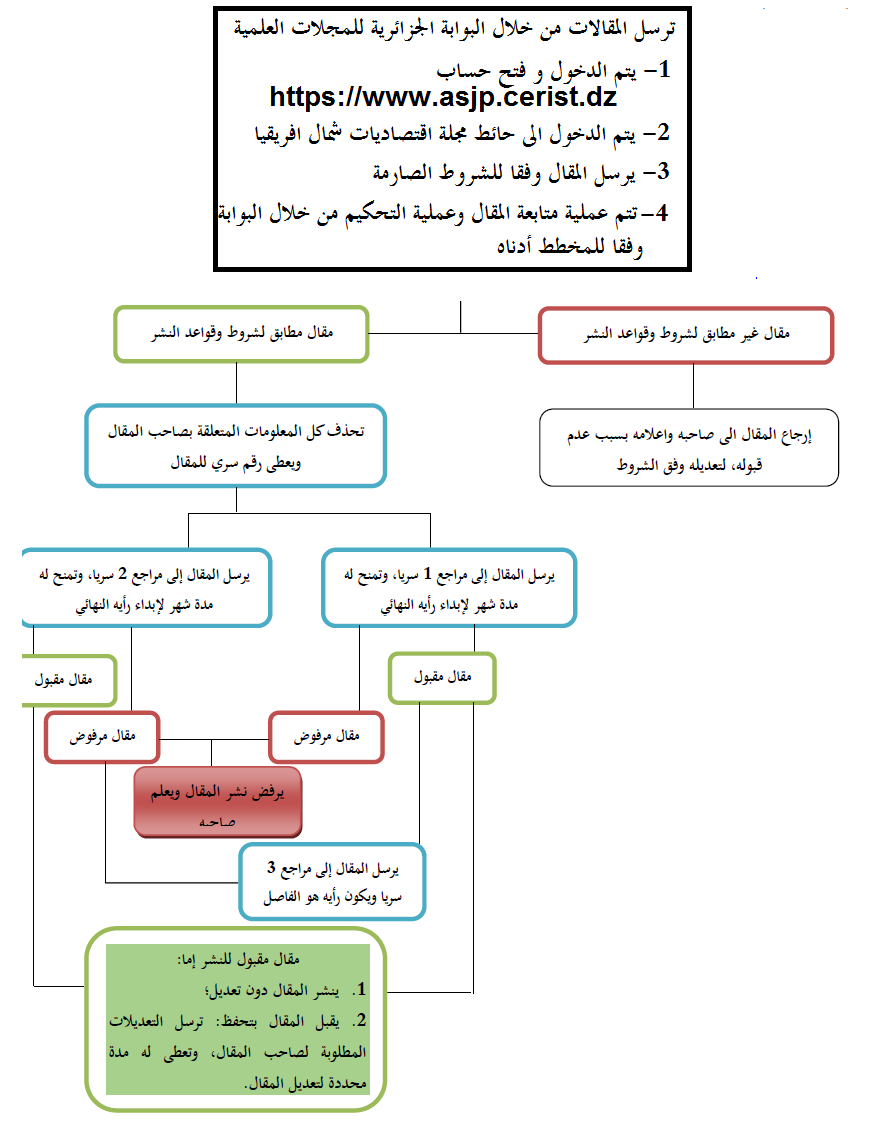 ترسل المقالات من خلال البوابة الجزائرية للمجلات العلمية
1- يتم الدخول و فتح حساب
https://www.asjp.cerist.dz
2- يتم الدخول الى حائط مجلة اقتصاديات شمال افريقيا
3- يرسل المقال وفقا للشروط الصارمة
4- تتم عملية متابعة المقال وعملية التحكيم من خلال البوابة
وفقا للمخطط أدناه
مقال غير مطابق لشروط وقواعد النشر
مقال مطابق لشروط وقواعد النشر
إرجاع المقال الى صاحبه واعلامه بسبب عدم
قبوله، لتعديله وفق الشروط
تحذف كل المعلومات المتعلقة بصاحب المقال
ويعطى رقم سري للمقال
يرسل المقال إلى مراجع 1 سريا، وتمنح له
مدة شهر لإبداء رأيه النهائي
يرسل المقال إلى مراجع 2 سريا، وتمنح له
مدة شهر لإبداء رأيه النهائي
مقال مقبول
مقال مقبول
مقال مرفوض
مقال مرفوض
يرفض نشر المقال ويعلم
صاحبه
يرسل المقال إلى مراجع 3
سريا ويكون رأيه هو الفاصل
مقال مقبول للنشر إما:
1. ينشر المقال دون تعديل؛
2. يقبل المقال بتحفظ: ترسل التعديلات
المطلوبة لصاحب المقال، وتعطى له مدة
محددة لتعديل المقال.